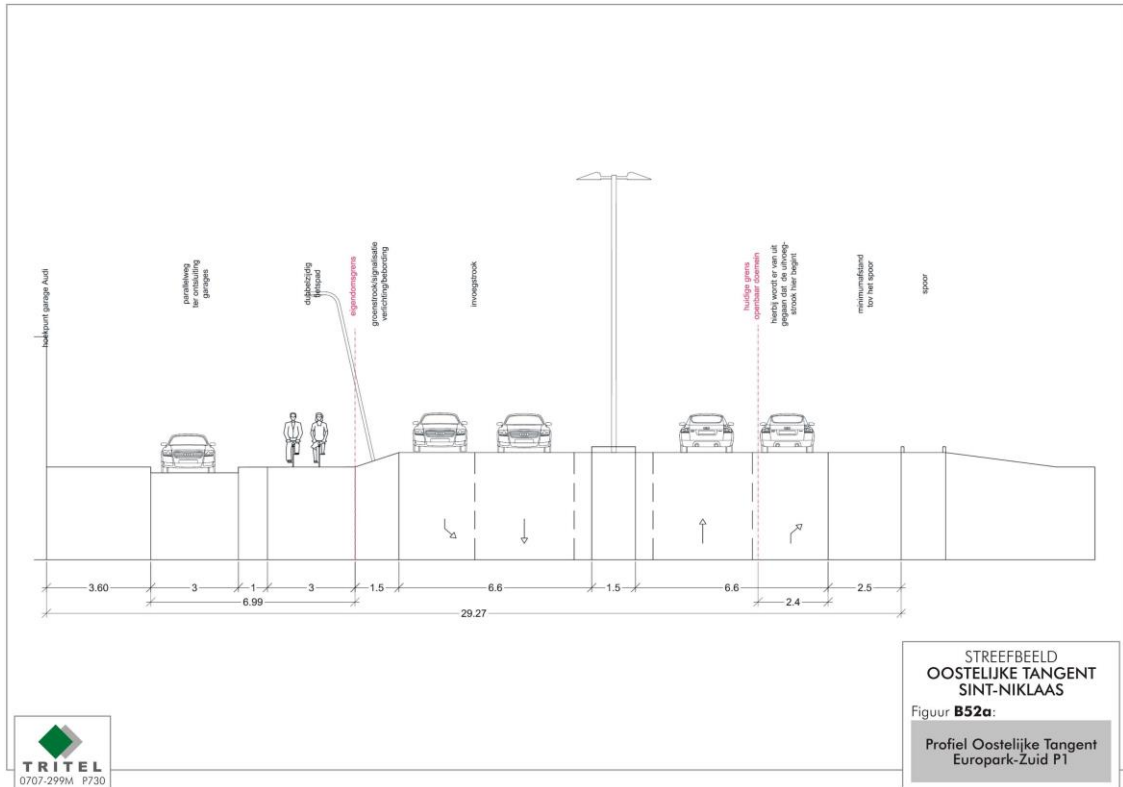 hoekpunt garage Audi
parallelweg
ter ontsluiting
garages
dubbelzijdig
fietspad
eigendomsgrens
groenstrook/signalisatie
verlichting/bebording
invoegstrook
huidige grens
openbaar doemein
hierbij wordt er van uit
gegaan dat de uitvoeg-
strook hier begint
minimumafstand
tov het spoor
spoor
3.60
3
1
3
1.5
6.6
1.5
6.6
2.5
6.99
2.4
29.27
STREEFBEELD
OOSTELIJKE TANGENT
SINT-NIKLAAS
Figuur B52a:
Profiel Oostelijke Tangent
Europark-Zuid P1
TRITEL
0707-299M P730